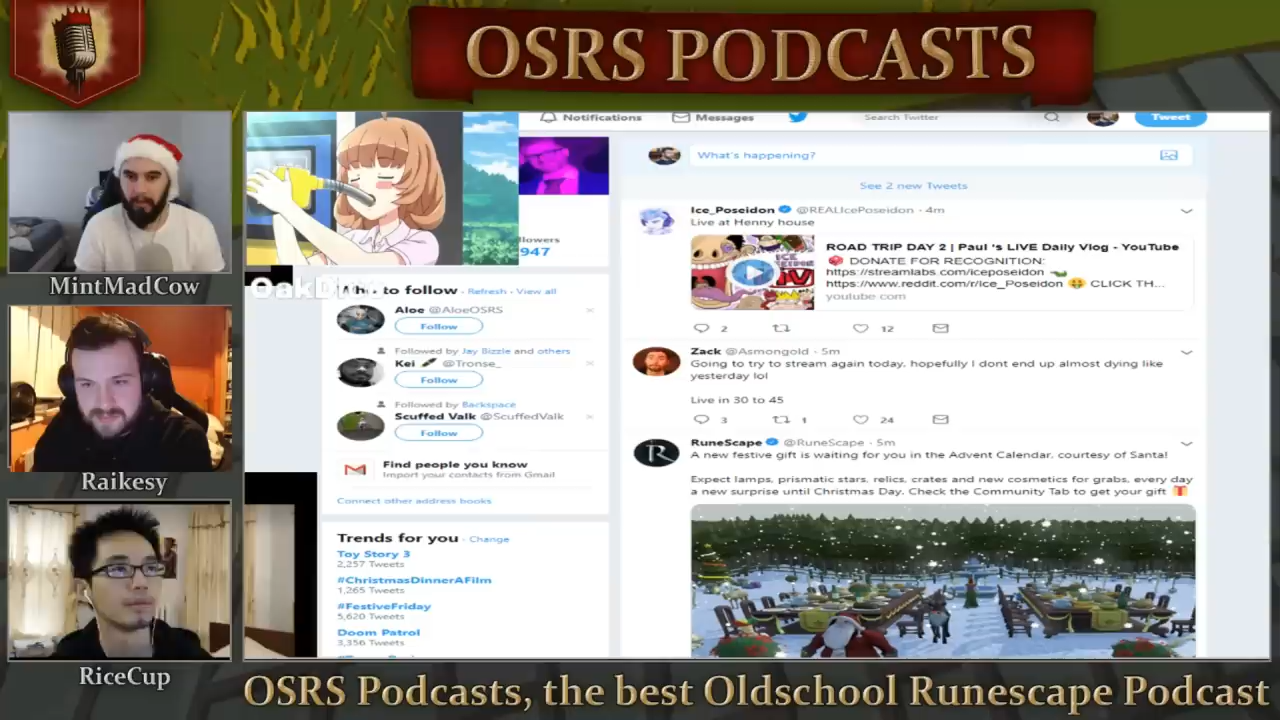 OSRS PODCASTS
MintMadCow
Raikesy
RiceCup
Notifications
Messages
Search Twitter
Tweet
What's happening?
See 2 new Tweets
947
Who to follow · Refresh · View all
Aloe @AloeOSRS
Follow
Followed by Jay Bizzle and others
Kei @Tronse_
Follow
Followed by Backspace
Scuffed Valk @ScuffedValk
Follow
Find people you know
Import your contacts from Gmail
Connect other address books
Trends for you · Change
Toy Story 3
2,257 Tweets
#ChristmasDinnerAFilm
1,265 Tweets
#FestiveFriday
5,620 Tweets
Doom Patrol
3,356 Tweets
Ice_Poseidon @REALIcePoseidon · 4m
Live at Henny house
ROAD TRIP DAY 2 | Paul 's LIVE Daily Vlog - YouTube
DONATE FOR RECOGNITION:
https://streamlabs.com/iceposeidon
https://www.reddit.com/r/Ice_Poseidon CLICK TH...
youtube.com
2 12
Zack @Asmongold · 5m
Going to try to stream again today. hopefully I dont end up almost dying like
yesterday lol
Live in 30 to 45
3 1 24
RuneScape @RuneScape · 5m
A new festive gift is waiting for you in the Advent Calendar, courtesy of Santa!
Expect lamps, prismatic stars, relics, crates and new cosmetics for grabs, every day
a new surprise until Christmas Day. Check the Community Tab to get your gift
OSRS Podcasts, the best Oldschool Runescape Podcast